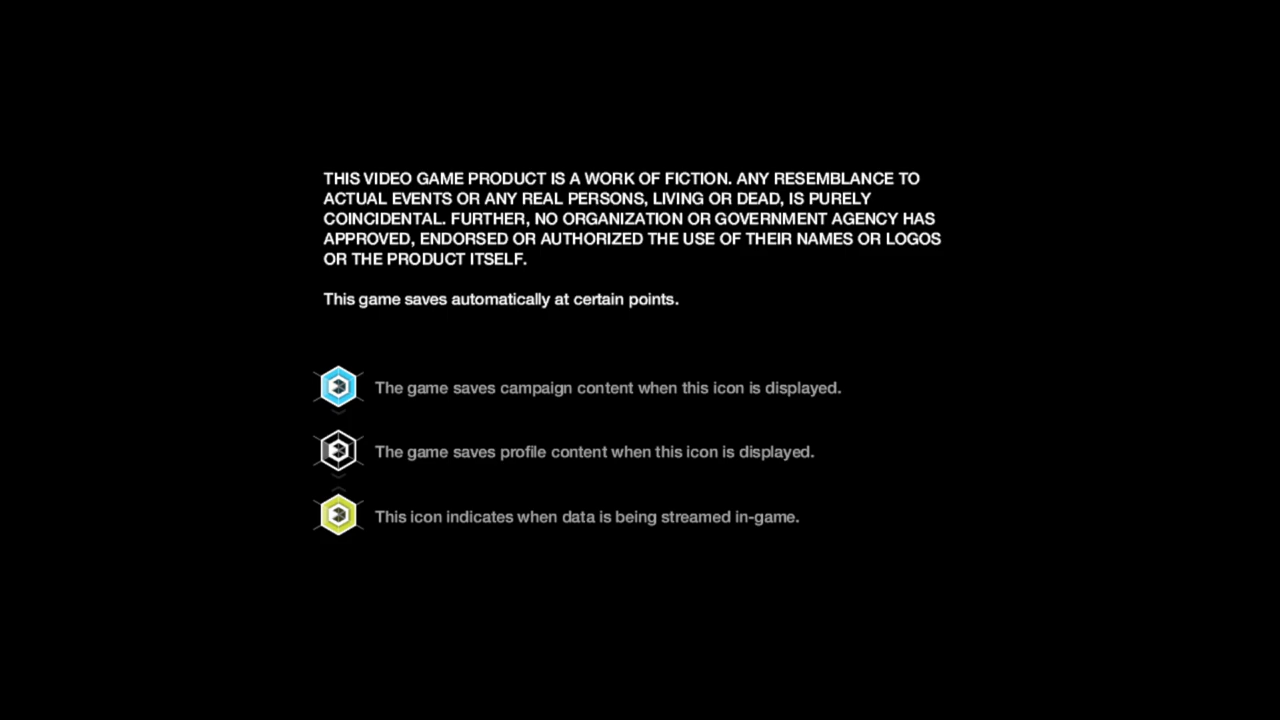 THIS VIDEO GAME PRODUCT IS A WORK OF FICTION. ANY RESEMBLANCE TO
ACTUAL EVENTS OR ANY REAL PERSONS, LIVING OR DEAD, IS PURELY
COINCIDENTAL. FURTHER, NO ORGANIZATION OR GOVERNMENT AGENCY HAS
APPROVED, ENDORSED OR AUTHORIZED THE USE OF THEIR NAMES OR LOGOS
OR THE PRODUCT ITSELF.
This game saves automatically at certain points.
The game saves campaign content when this icon is displayed.
The game saves profile content when this icon is displayed.
This icon indicates when data is being streamed in-game.